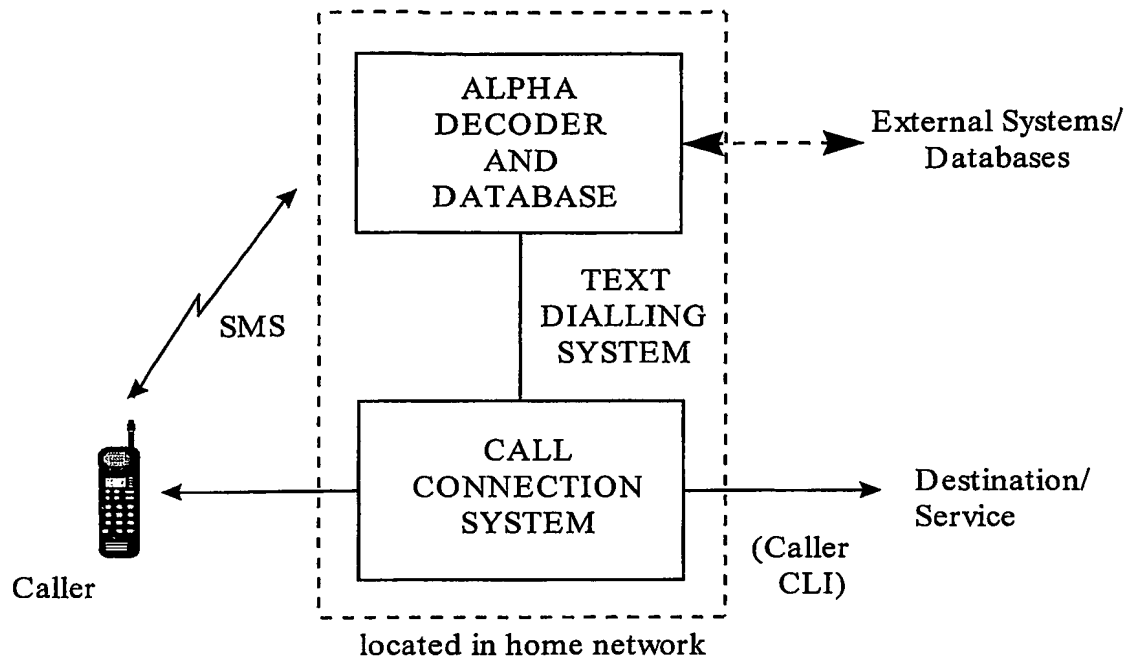 ALPHA
DECODER
AND
DATABASE
External Systems/
Databases
SMS
TEXT
DIALLING
SYSTEM
CALL
CONNECTION
SYSTEM
Destination/
Service
(Caller
CLI)
Caller
located in home network